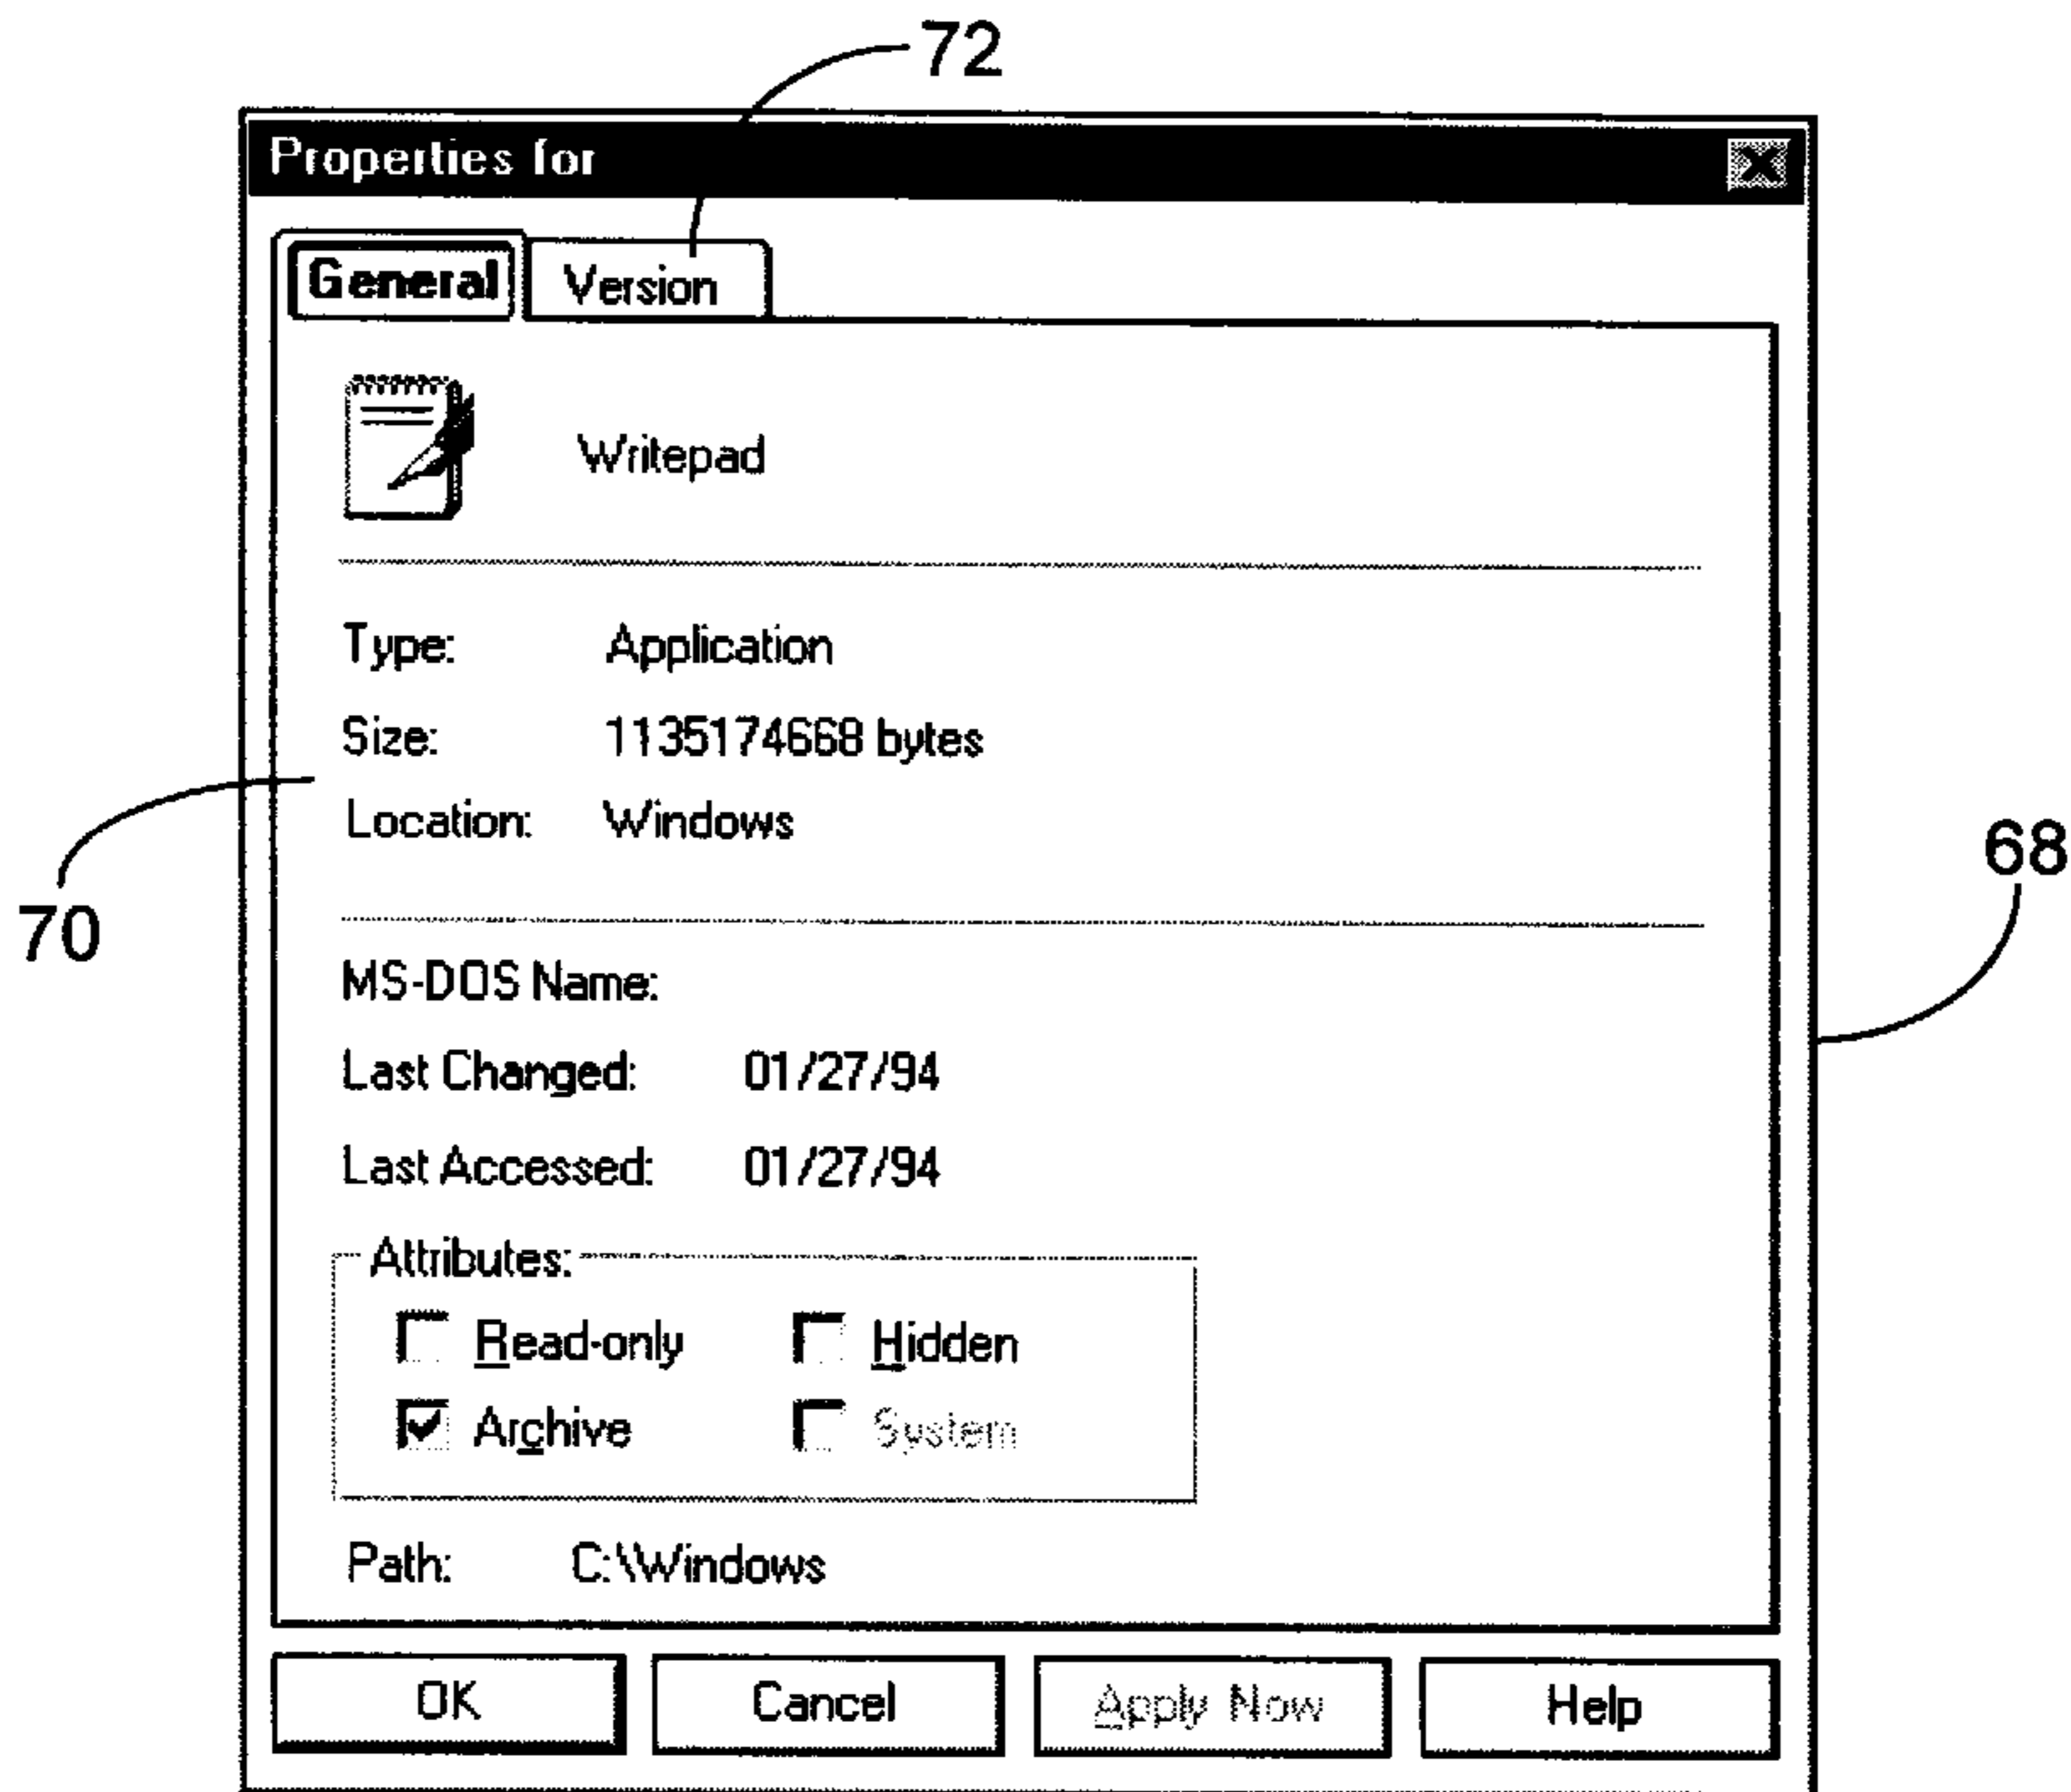 72
Properties for
General Version
Writepad
Type: Application
Size: 1135174668 bytes
Location: Windows
68
70
MS-DOS Name:
Last Changed: 01/27/94
Last Accessed: 01/27/94
Attributes:
Read-only Hidden
Archive System
Path: C:\Windows
OK Cancel Apply Now Help